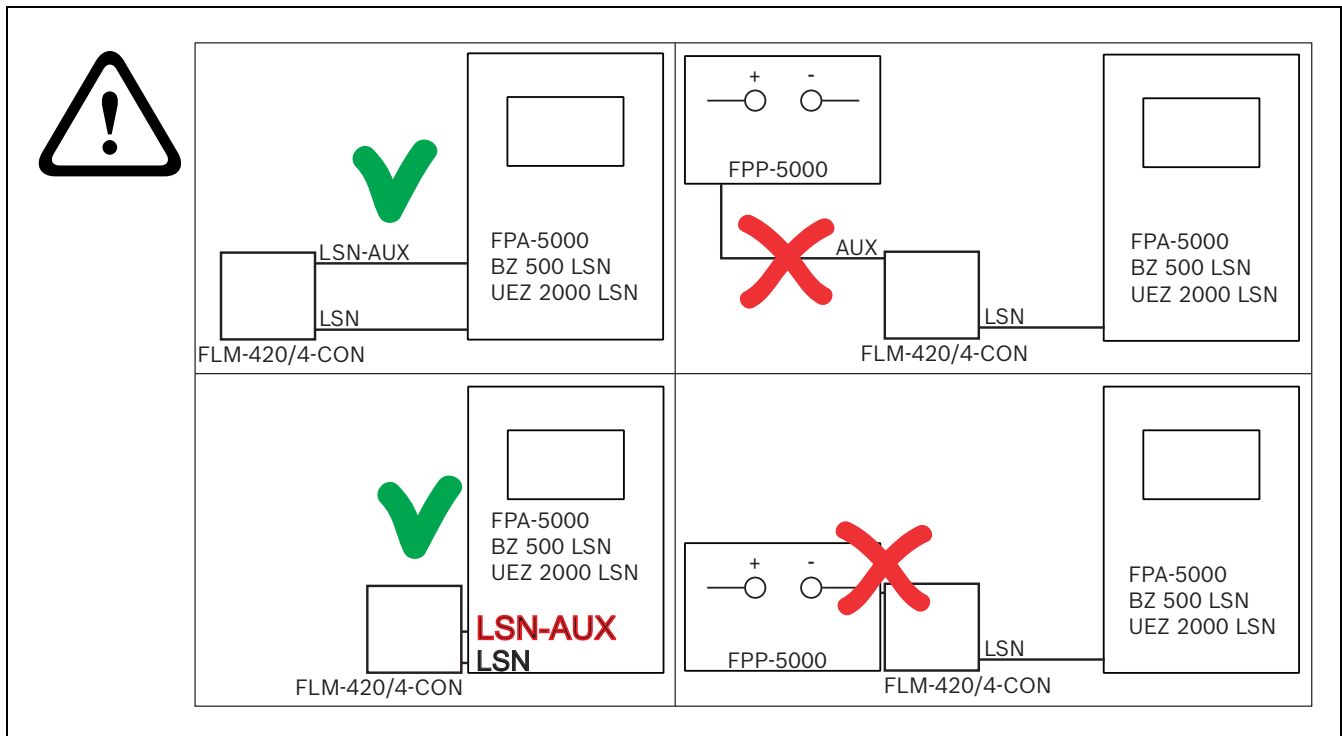 !
LSN-AUX
LSN
FLM-420/4-CON
FPA-5000
BZ 500 LSN
UEZ 2000 LSN
+ -
FPP-5000
AUX
LSN
FLM-420/4-CON
FPA-5000
BZ 500 LSN
UEZ 2000 LSN
FPA-5000
BZ 500 LSN
UEZ 2000 LSN
LSN-AUX
LSN
FLM-420/4-CON
+ -
FPP-5000
LSN
FLM-420/4-CON
FPA-5000
BZ 500 LSN
UEZ 2000 LSN